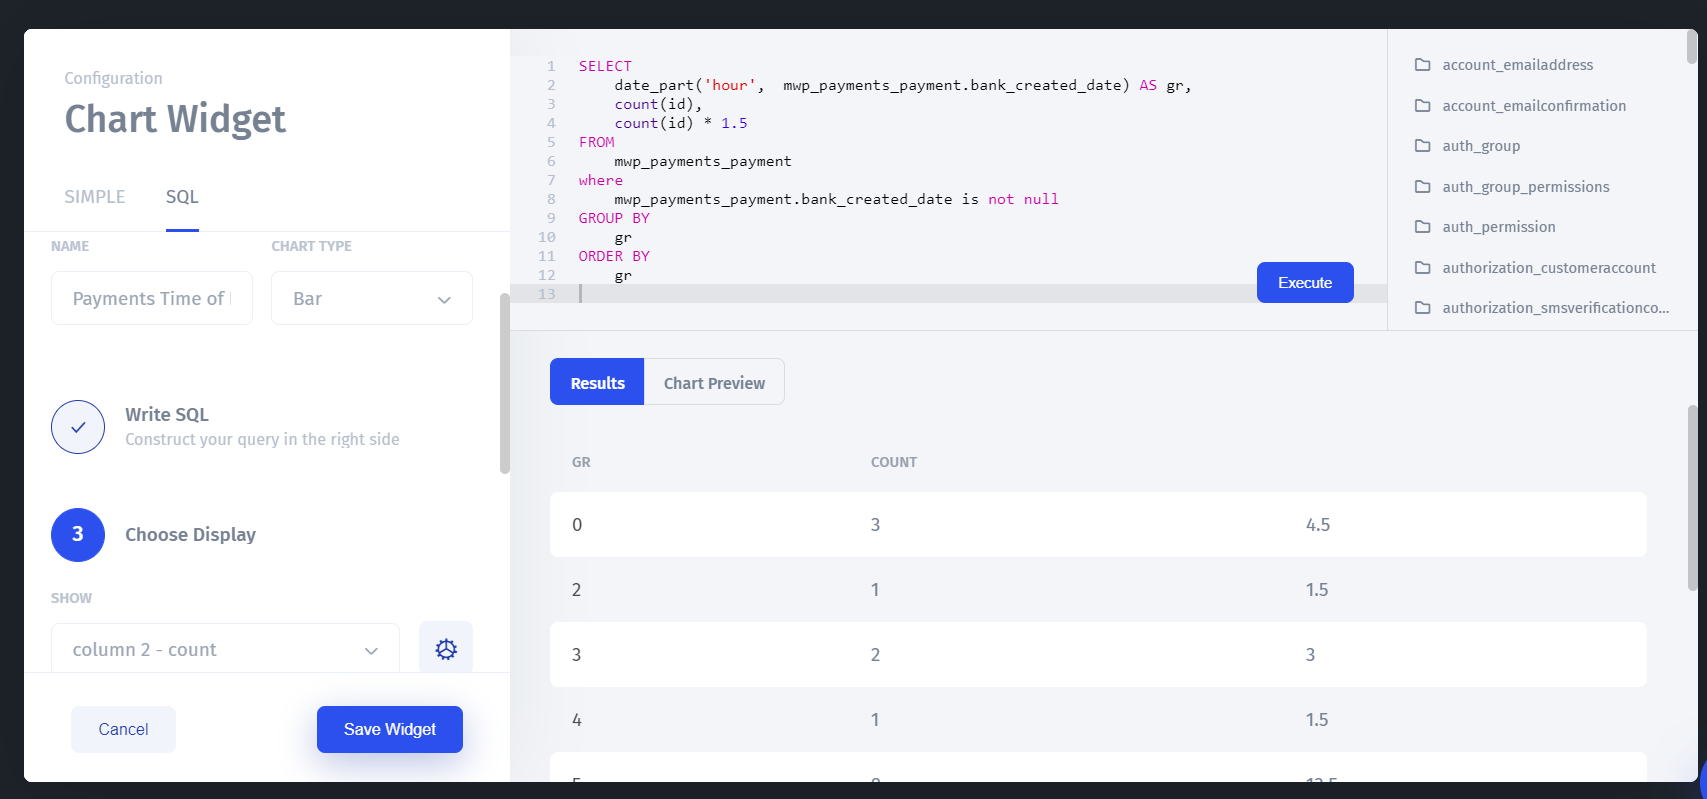 Configuration
Chart Widget
SIMPLE SQL
NAME CHART TYPE
Payments Time of Bar
Write SQL
Construct your query in the right side
3 Choose Display
SHOW
column 2 - count
Cancel Save Widget
1 SELECT
2 date_part('hour',  mwp_payments_payment.bank_created_date) AS gr,
3 count(id),
4 count(id) * 1.5
5 FROM
6 mwp_payments_payment
7 where
8 mwp_payments_payment.bank_created_date is not null
9 GROUP BY
10 gr
11 ORDER BY
12 gr
13
Execute
account_emailaddress
account_emailconfirmation
auth_group
auth_group_permissions
auth_permission
authorization_customeraccount
authorization_smsverificationco...
Results Chart Preview
GR COUNT
0 3 4.5
2 1 1.5
3 2 3
4 1 1.5